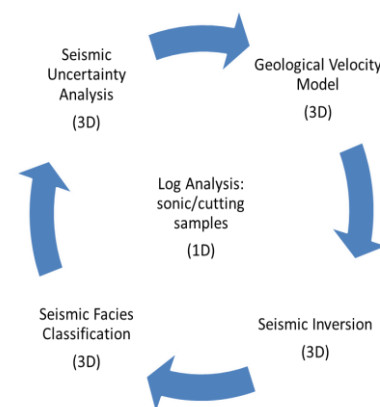 Seismic
Uncertainty
Analysis
(3D)
Geological Velocity
Model
(3D)
Log Analysis:
sonic/cutting
samples
(1D)
Seismic Facies
Classification
(3D)
Seismic Inversion
(3D)